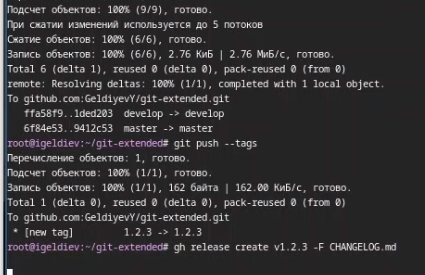 Подсчет объектов: 100% (9/9), готово.
При сжатии изменений используется до 5 потоков
Сжатие объектов: 100% (6/6), готово.
Запись объектов: 100% (6/6), 2.76 КиБ | 2.76 МиБ/с, готово.
Total 6 (delta 1), reused 0 (delta 0), pack-reused 0 (from 0)
remote: Resolving deltas: 100% (1/1), completed with 1 local object.
To github.com:GeldiyevY/git-extended.git
   ffa58f9..1ded203  develop -> develop
   6f84e53..9412c53  master -> master
root@igeldiev:~/git-extended# git push --tags
Перечисление объектов: 1, готово.
Подсчет объектов: 100% (1/1), готово.
Запись объектов: 100% (1/1), 162 байта | 162.00 КиБ/с, готово.
Total 1 (delta 0), reused 0 (delta 0), pack-reused 0 (from 0)
To github.com:GeldiyevY/git-extended.git
 * [new tag]         1.2.3 -> 1.2.3
root@igeldiev:~/git-extended# gh release create v1.2.3 -F CHANGELOG.md